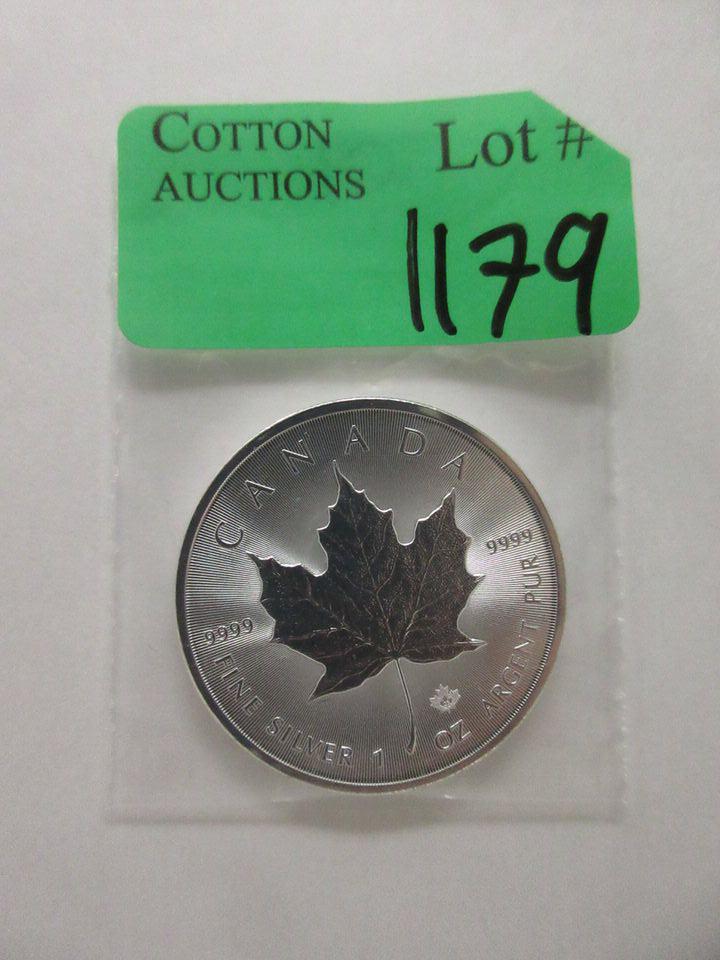 COTTON
AUCTIONS
Lot #
1179
CANADA
9999
9999
FINE SILVER 1 OZ ARGENT PUR